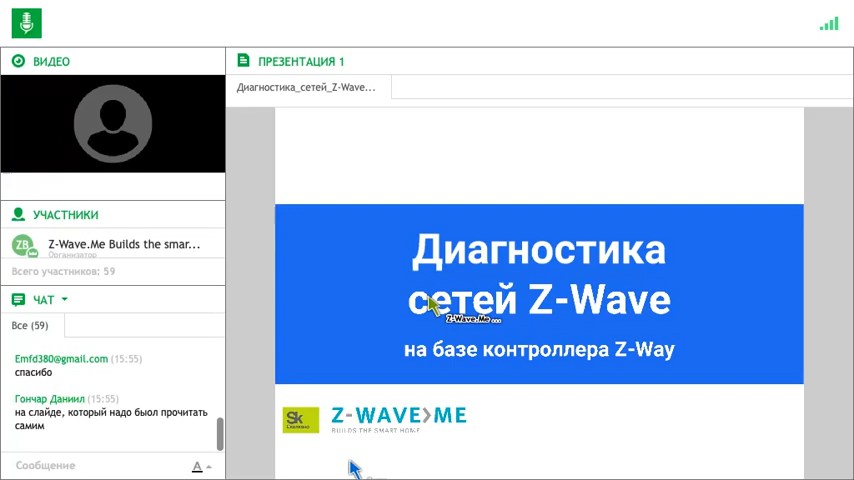 ВИДЕО
ПРЕЗЕНТАЦИЯ 1
Диагностика_сетей_Z-Wave...
УЧАСТНИКИ
ZB
Z-Wave.Me Builds the smar...
Организатор
Всего участников: 59
ЧАТ
Все (59)
Emfd380@gmail.com (15:55)
спасибо
Гончар Даниил (15:55)
на слайде, который надо быол прочитать
самим
Сообщение
A
Диагностика
сетей Z-Wave
Z-Wave.Me ...
на базе контроллера Z-Way
Sk
Z-WAVE>ME
BUILDS THE SMART HOME